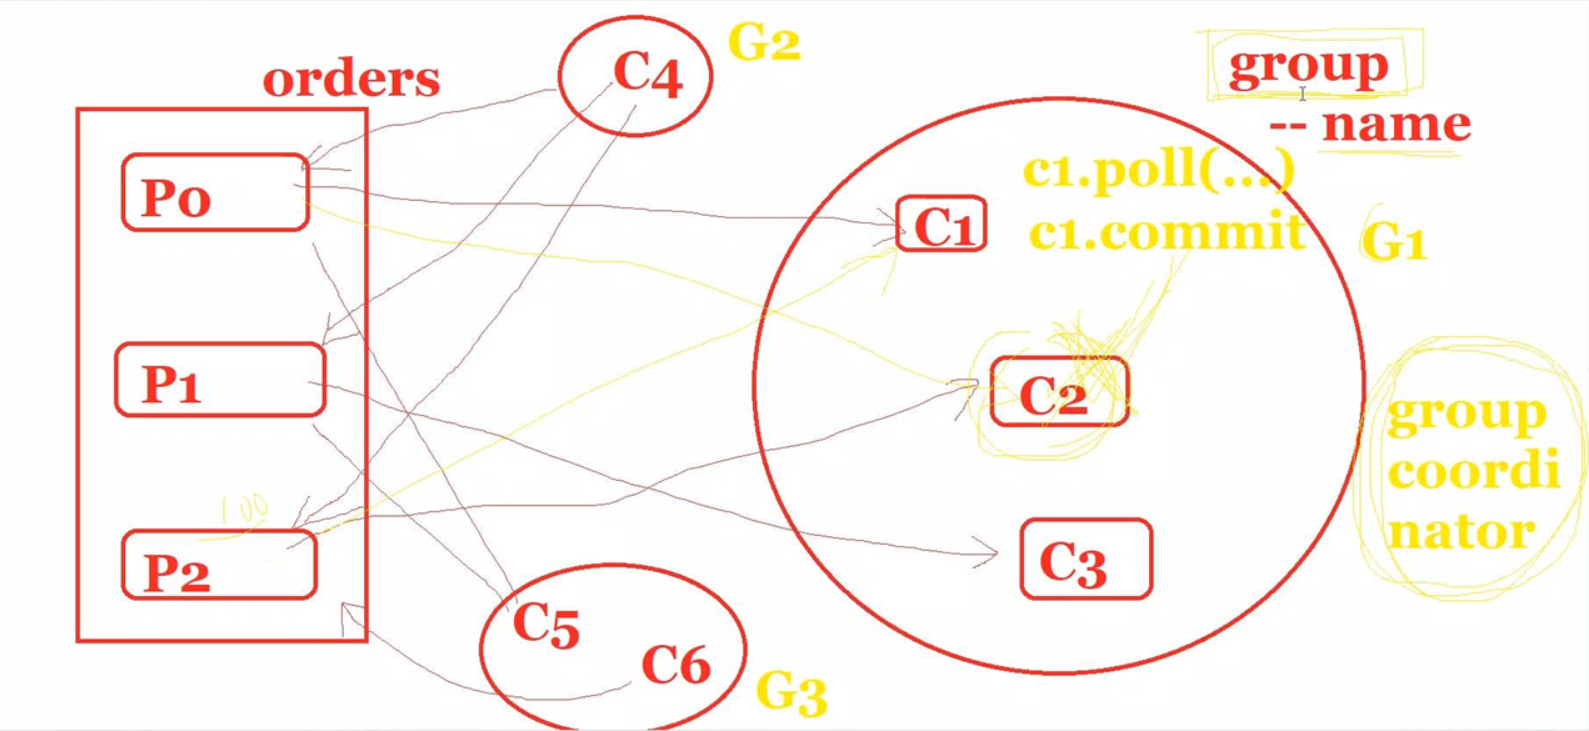 orders
P0
P1
100
P2
C4
G2
C5
C6
G3
group
-- name
c1.poll(...)
c1.commit
C1
G1
C2
C3
group
coordi
nator